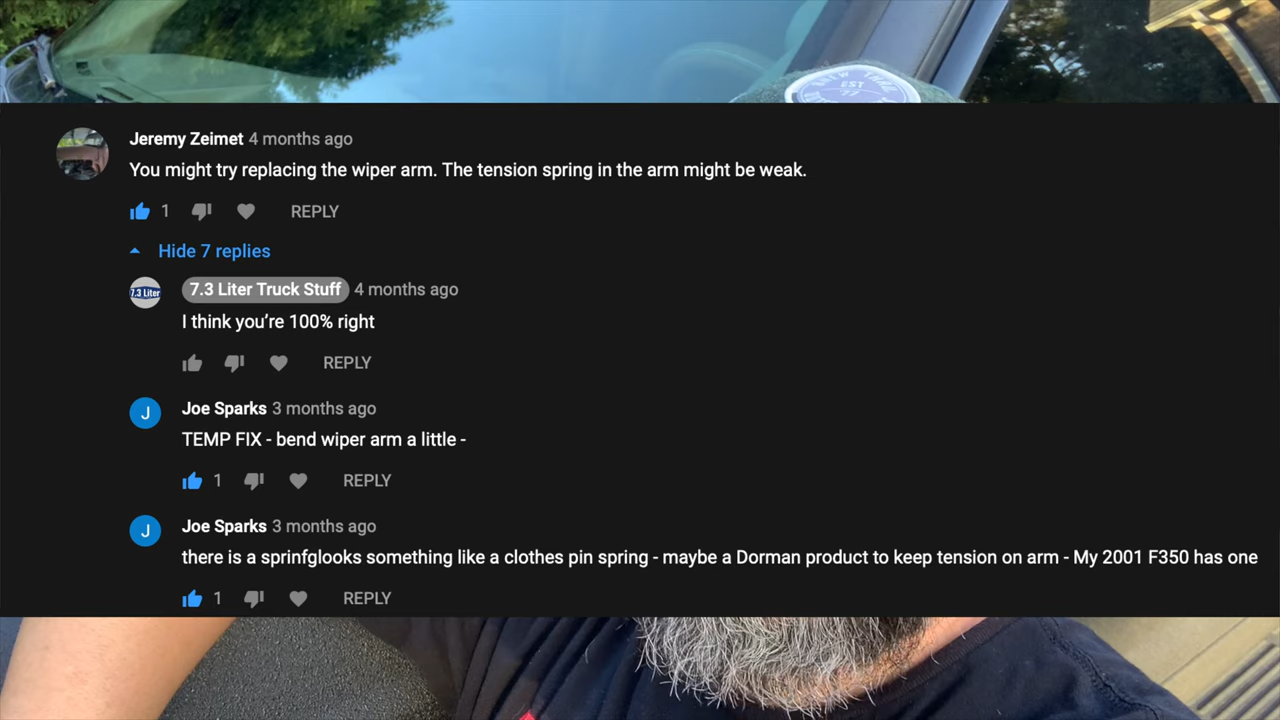 NEW TRAIL
EST
77
Jeremy Zeimet 4 months ago
You might try replacing the wiper arm. The tension spring in the arm might be weak.
1 REPLY
Hide 7 replies
7.3 Liter
7.3 Liter Truck Stuff 4 months ago
I think you’re 100% right
REPLY
J
Joe Sparks 3 months ago
TEMP FIX - bend wiper arm a little -
1 REPLY
J
Joe Sparks 3 months ago
there is a sprinfglooks something like a clothes pin spring - maybe a Dorman product to keep tension on arm - My 2001 F350 has one
1 REPLY